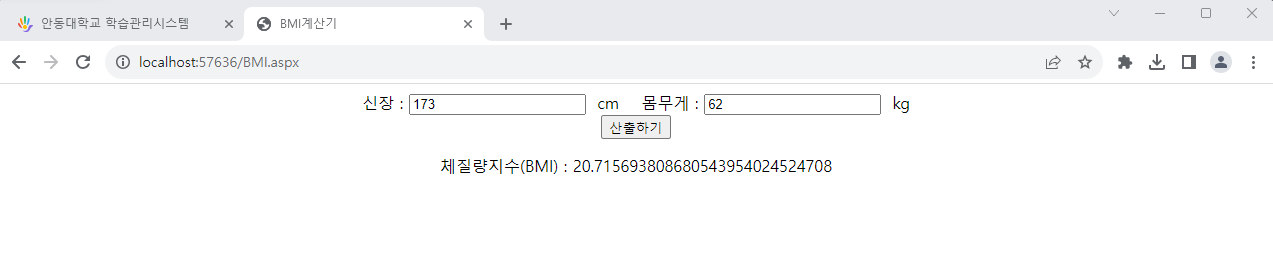 안동대학교 학습관리시스템
BMI계산기
localhost:57636/BMI.aspx
신장 : 173 cm 몸무게 : 62 kg
산출하기
체질량지수(BMI) : 20.715693808680543954024524708